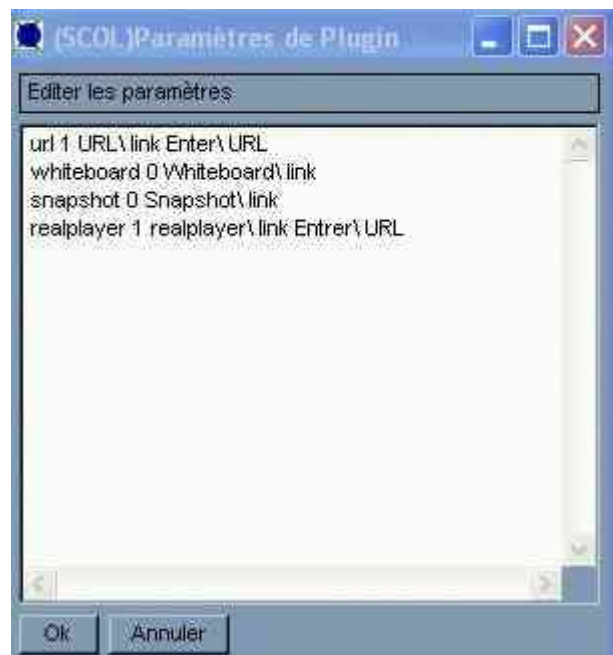 (SCOL)Paramètres de Plugin
Editer les paramètres
url 1 URL\ link Enter\ URL
whiteboard 0 Whiteboard\ link
snapshot 0 Snapshot\ link
realplayer 1 realplayer\ link Entrer\ URL
Ok
Annuler